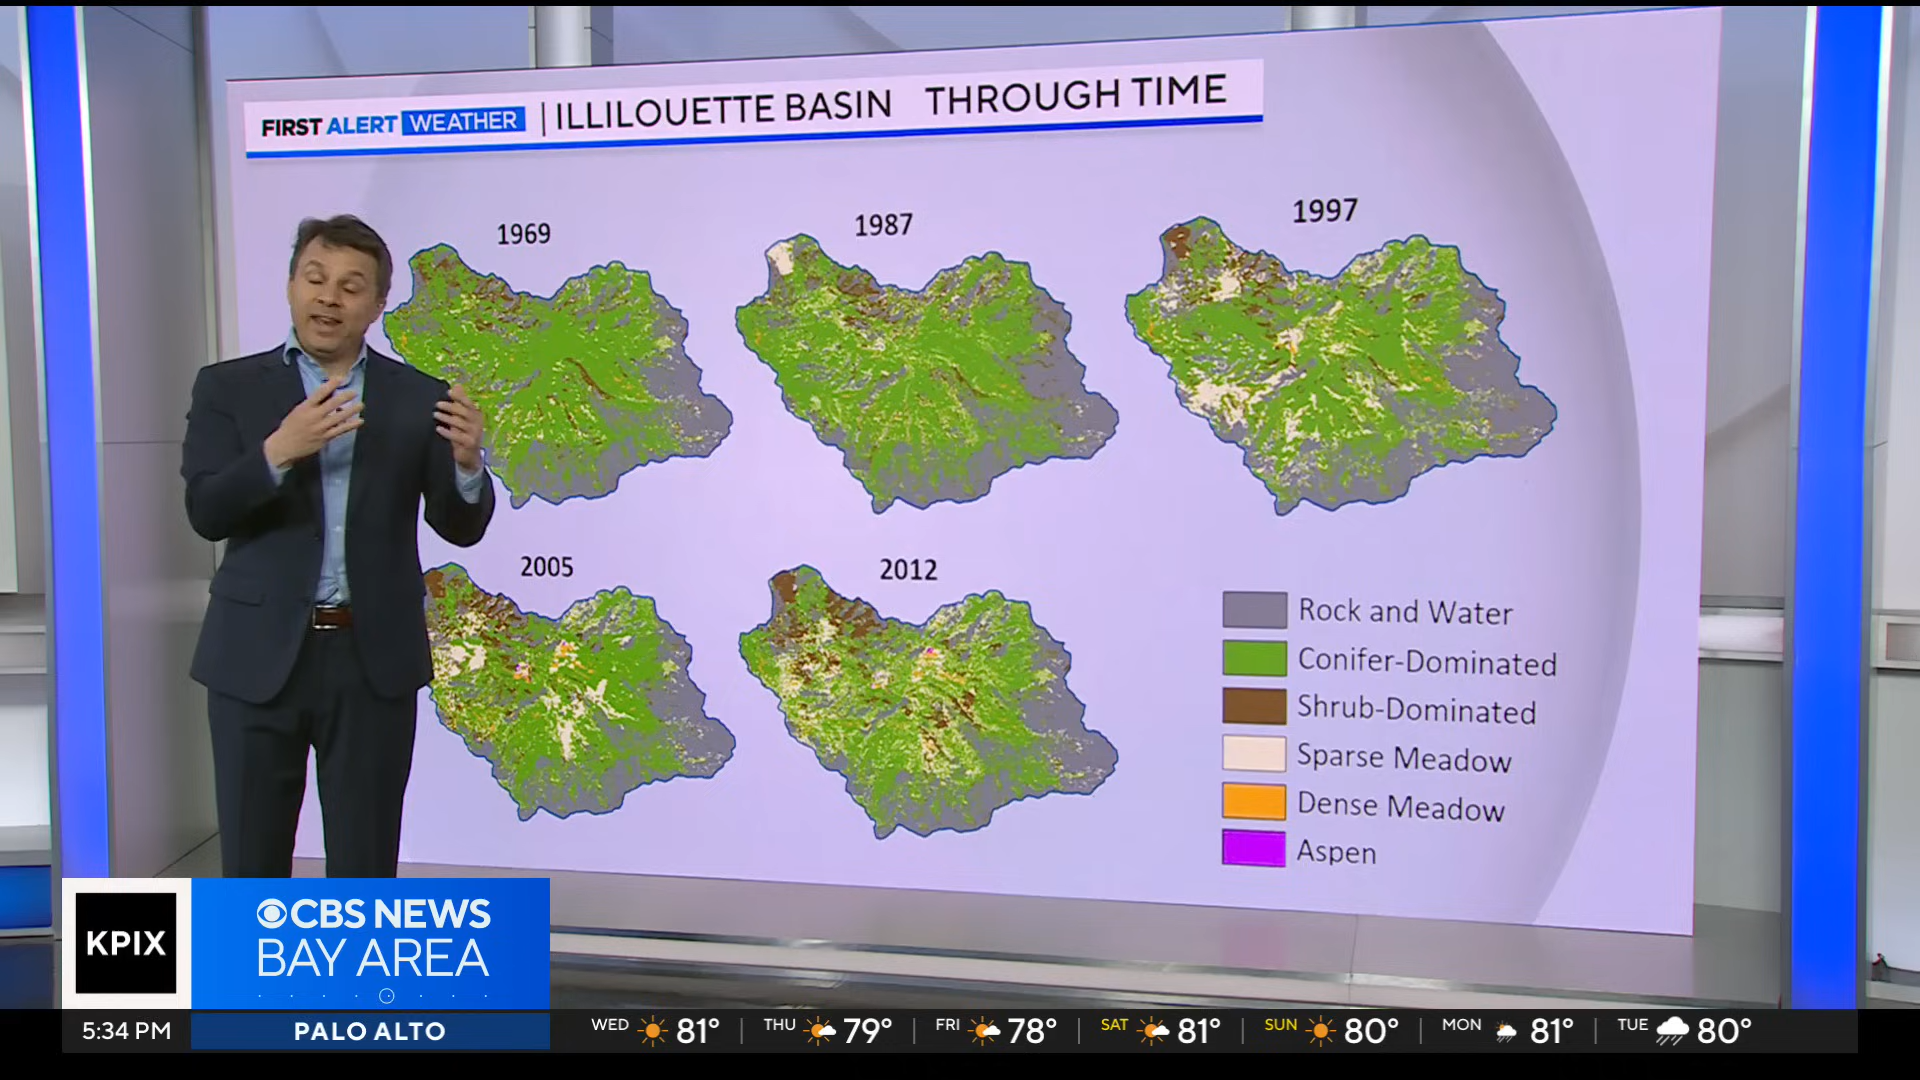 FIRST ALERT WEATHER | ILLILOUETTE BASIN THROUGH TIME
1969
1987
1997
2005
2012
Rock and Water
Conifer-Dominated
Shrub-Dominated
Sparse Meadow
Dense Meadow
Aspen
KPIX
CBS NEWS
BAY AREA
5:34 PM
PALO ALTO
WED 81° | THU 79° | FRI 78° | SAT 81° | SUN 80° | MON 81° | TUE 80°